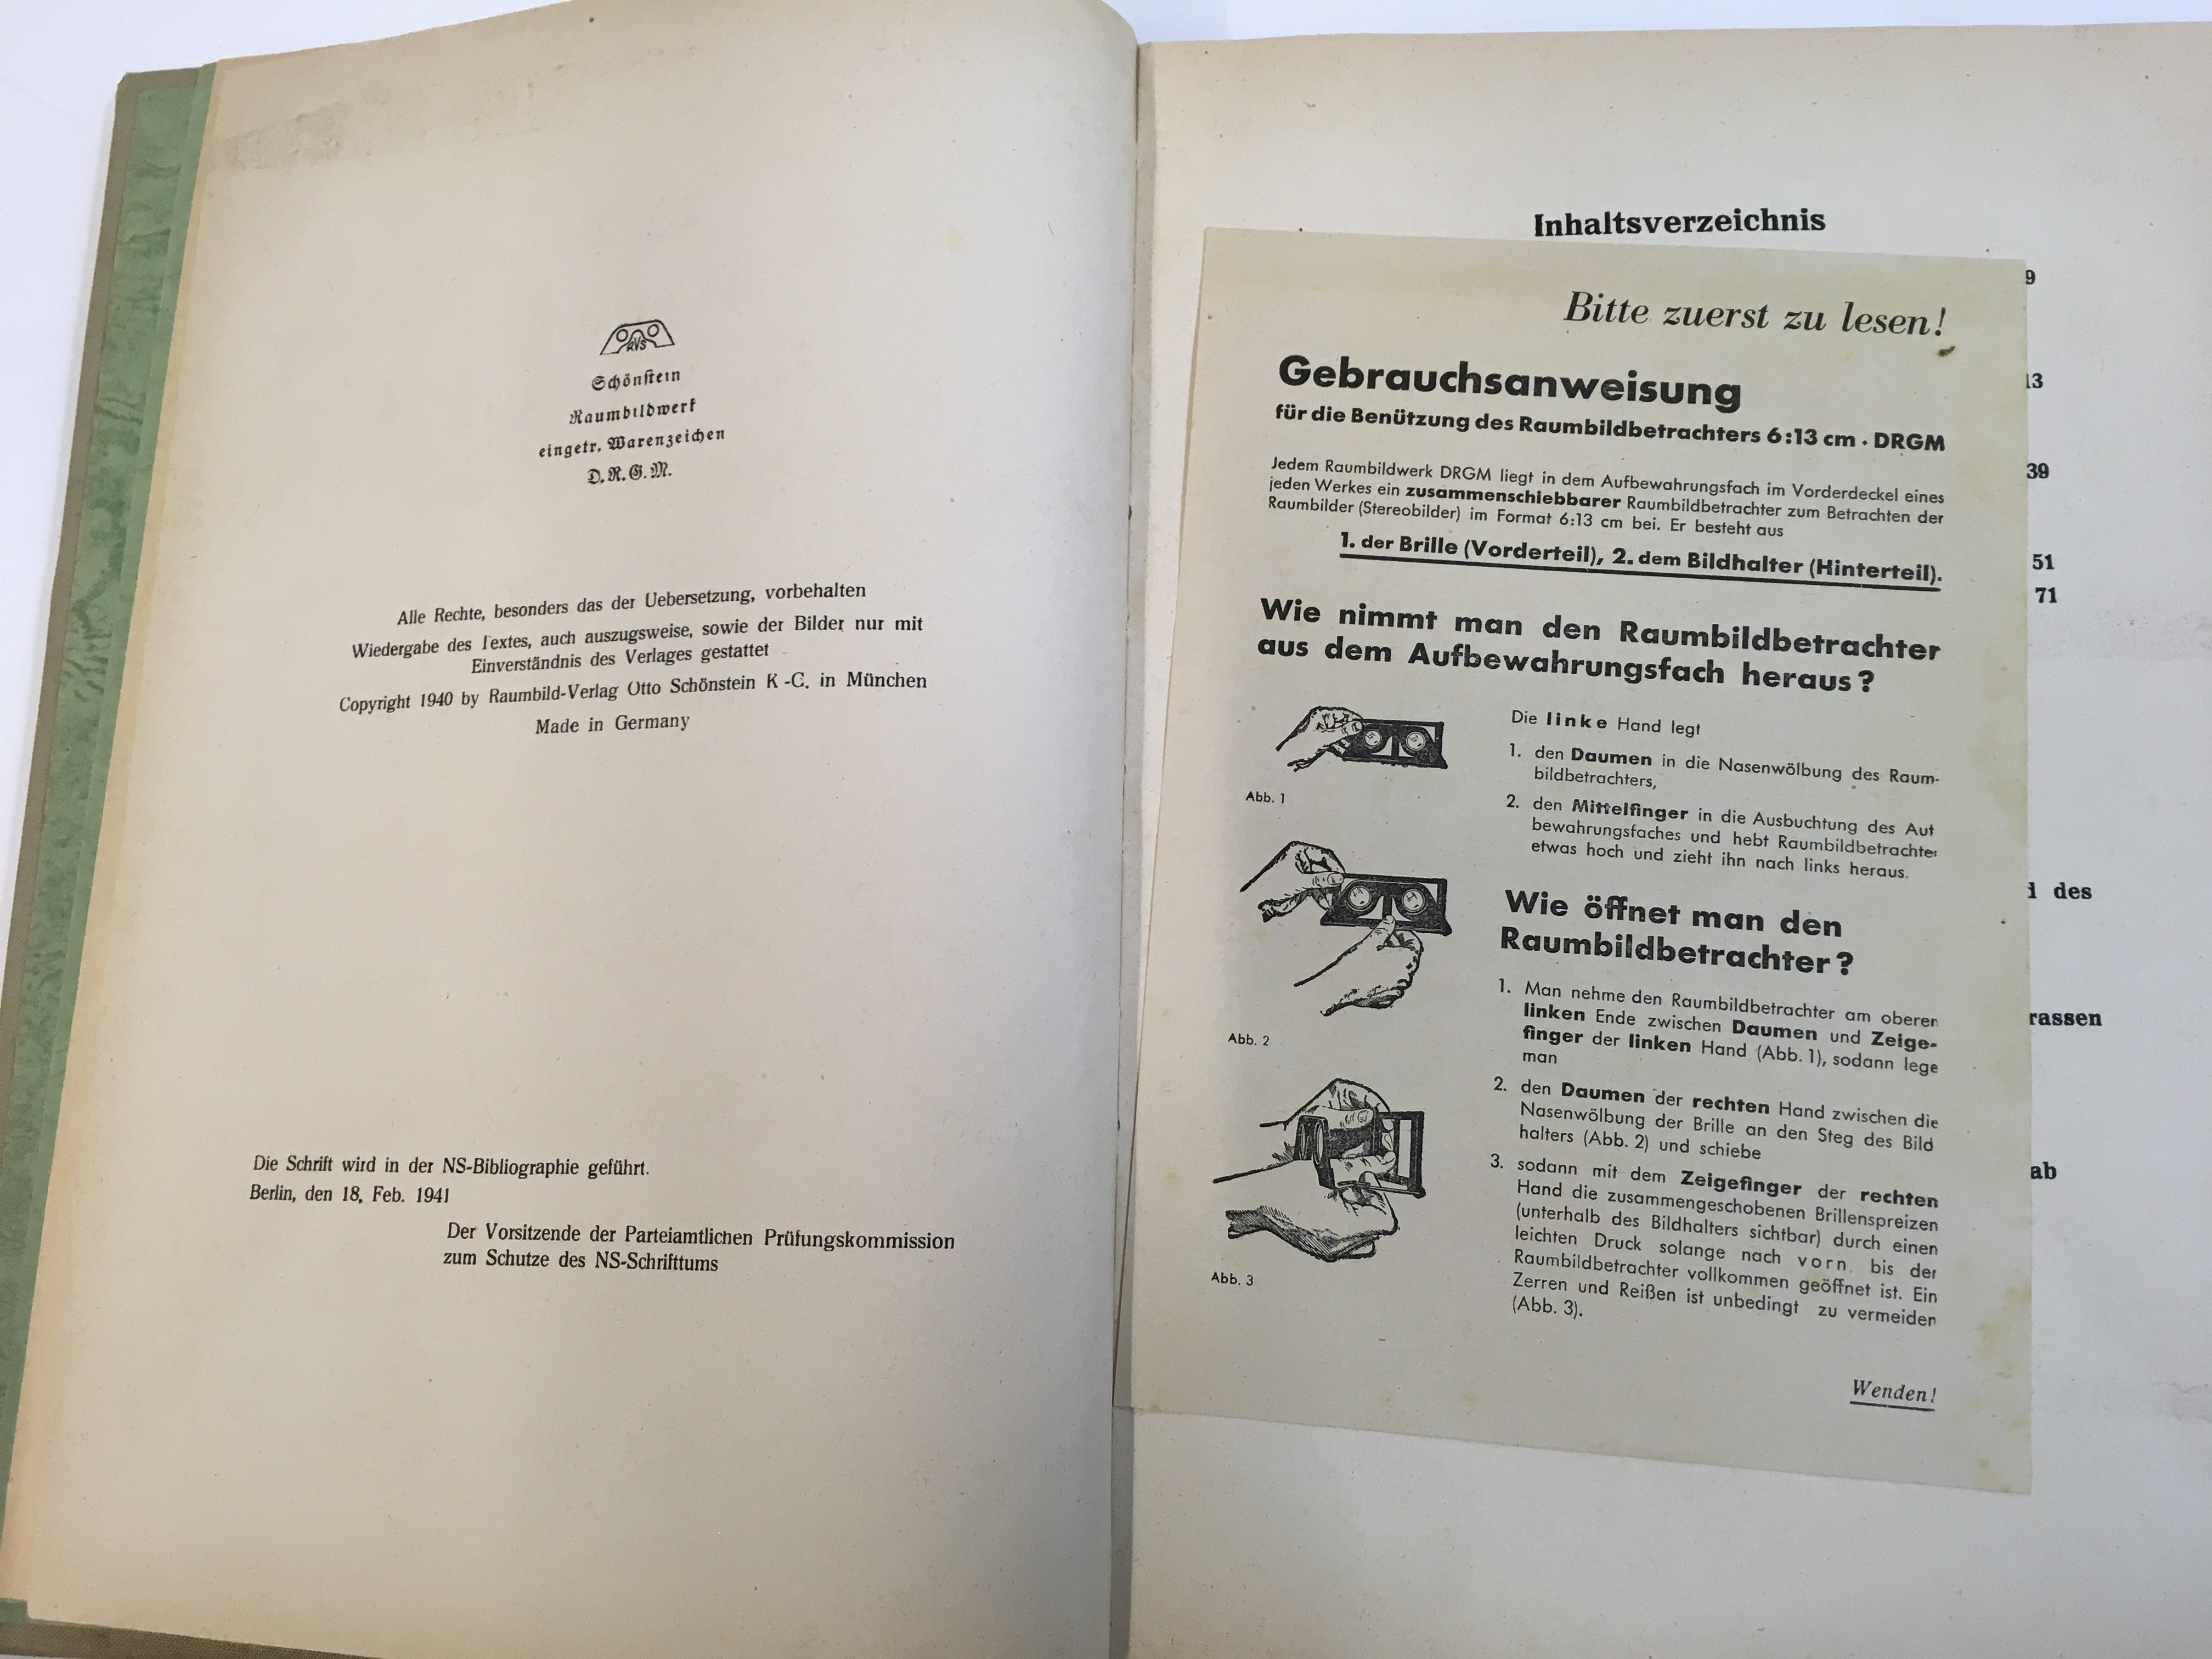 RVS
Schönstein
Raumbildwerk
eingetr. Warenzeichen
D.R.G.M.
Alle Rechte, besonders das der Uebersetzung, vorbehalten
Wiedergabe des Textes, auch auszugsweise, sowie der Bilder nur mit
Einverständnis des Verlages gestattet
Copyright 1940 by Raumbild-Verlag Otto Schönstein K-G. in München
Made in Germany
Die Schrift wird in der NS-Bibliographie geführt.
Berlin, den 18. Feb. 1941
Der Vorsitzende der Parteiamtlichen Prüfungskommission
zum Schutze des NS-Schrifttums
Inhaltsverzeichnis
9
13
39
51
71
des
rassen
ab
Bitte zuerst zu lesen!
Gebrauchsanweisung
für die Benützung des Raumbildbetrachters 6:13 cm · DRGM
Jedem Raumbildwerk DRGM liegt in dem Aufbewahrungsfach im Vorderdeckel eines
jeden Werkes ein zusammenschiebbarer Raumbildbetrachter zum Betrachten der
Raumbilder (Stereobilder) im Format 6:13 cm bei. Er besteht aus
1. der Brille (Vorderteil), 2. dem Bildhalter (Hinterteil).
Wie nimmt man den Raumbildbetrachter
aus dem Aufbewahrungsfach heraus?
Die linke Hand legt
1. den Daumen in die Nasenwölbung des Raum-
bildbetrachters,
2. den Mittelfinger in die Ausbuchtung des Auf
bewahrungsfaches und hebt Raumbildbetrachter
etwas hoch und zieht ihn nach links heraus.
Abb. 1
Wie öffnet man den
Raumbildbetrachter?
1. Man nehme den Raumbildbetrachter am oberen
linken Ende zwischen Daumen und Zeige-
finger der linken Hand (Abb. 1), sodann lege
man
Abb. 2
2. den Daumen der rechten Hand zwischen die
Nasenwölbung der Brille an den Steg des Bild
halters (Abb. 2) und schiebe
3. sodann mit dem Zeigefinger der rechten
Hand die zusammengeschobenen Brillenspreizen
(unterhalb des Bildhalters sichtbar) durch einen
leichten Druck solange nach vorn bis der
Raumbildbetrachter vollkommen geöffnet ist. Ein
Zerren und Reißen ist unbedingt zu vermeiden
(Abb. 3).
Abb. 3
Wenden!